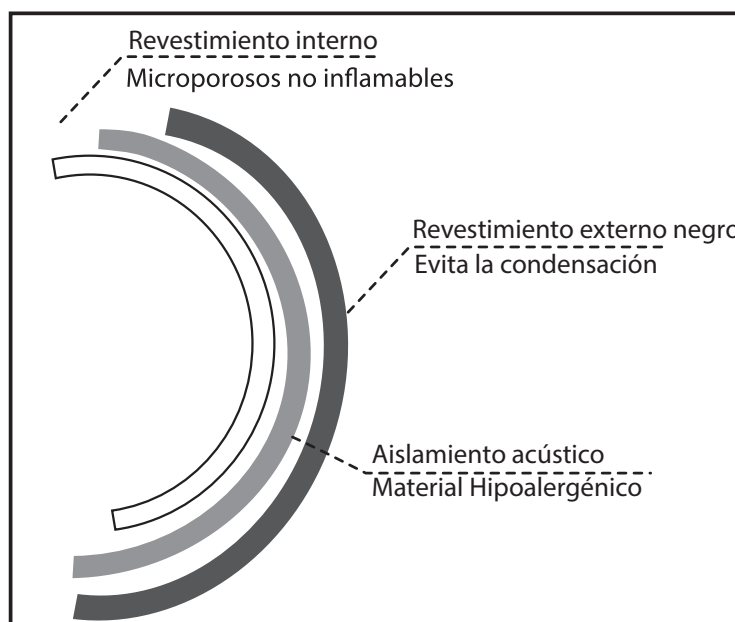 Revestimiento interno
Microporosos no inflamables
Revestimiento externo negro
Evita la condensación
Aislamiento acústico
Material Hipoalergénico